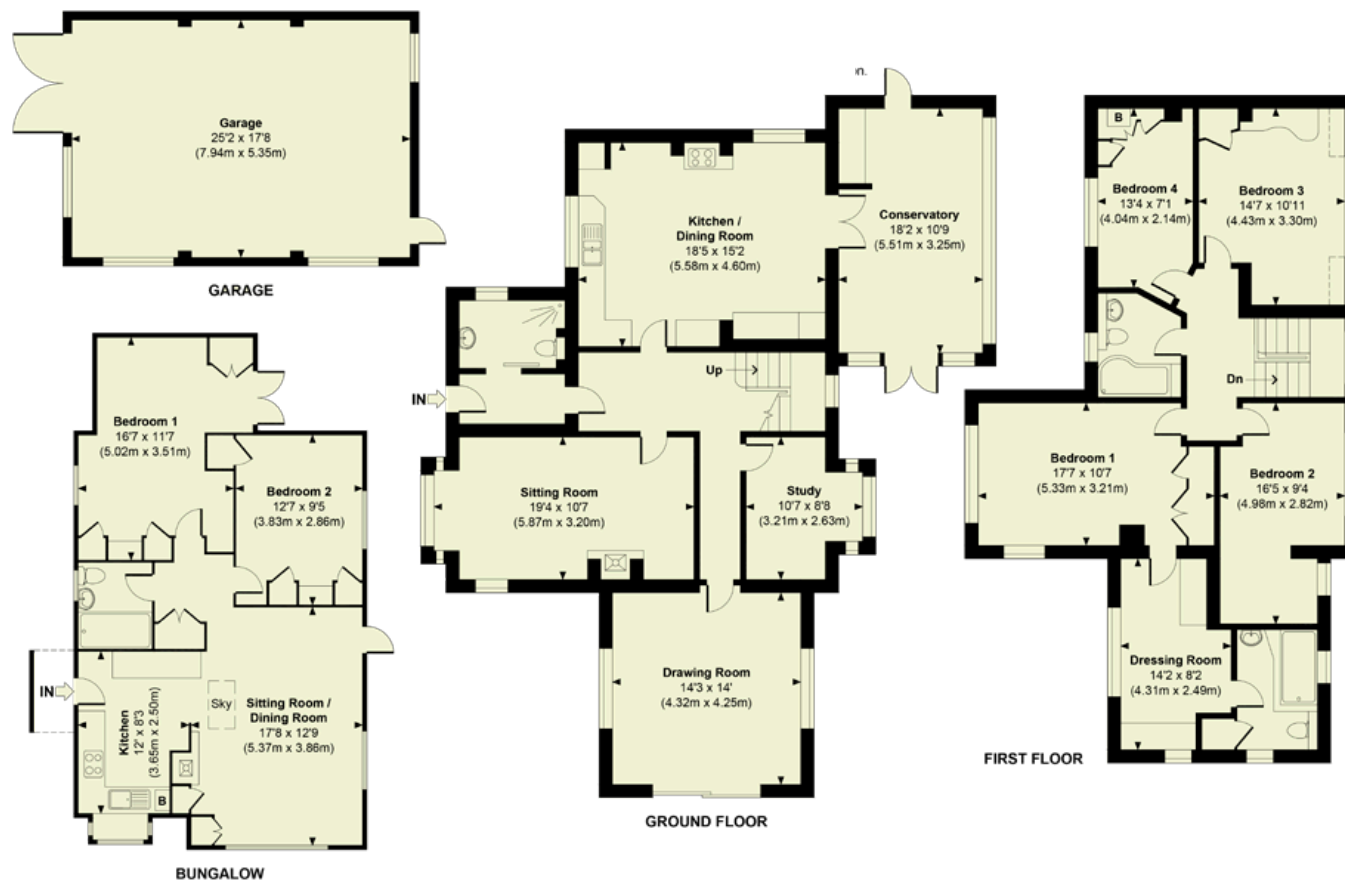 Garage
25'2 x 17'8
(7.94m x 5.35m)
GARAGE
Bedroom 1
16'7 x 11'7
(5.02m x 3.51m)
Bedroom 2
12'7 x 9'5
(3.83m x 2.86m)
IN
Kitchen
12' x 8'3
(3.65m x 2.50m)
Sky
Sitting Room /
Dining Room
17'8 x 12'9
(5.37m x 3.86m)
B
BUNGALOW
on.
Kitchen /
Dining Room
18'5 x 15'2
(5.58m x 4.60m)
Conservatory
18'2 x 10'9
(5.51m x 3.25m)
IN
Up
Sitting Room
19'4 x 10'7
(5.87m x 3.20m)
Study
10'7 x 8'8
(3.21m x 2.63m)
Drawing Room
14'3 x 14'
(4.32m x 4.25m)
GROUND FLOOR
B
Bedroom 4
13'4 x 7'1
(4.04m x 2.14m)
Bedroom 3
14'7 x 10'11
(4.43m x 3.30m)
Dn
Bedroom 1
17'7 x 10'7
(5.33m x 3.21m)
Bedroom 2
16'5 x 9'4
(4.98m x 2.82m)
Dressing Room
14'2 x 8'2
(4.31m x 2.49m)
FIRST FLOOR